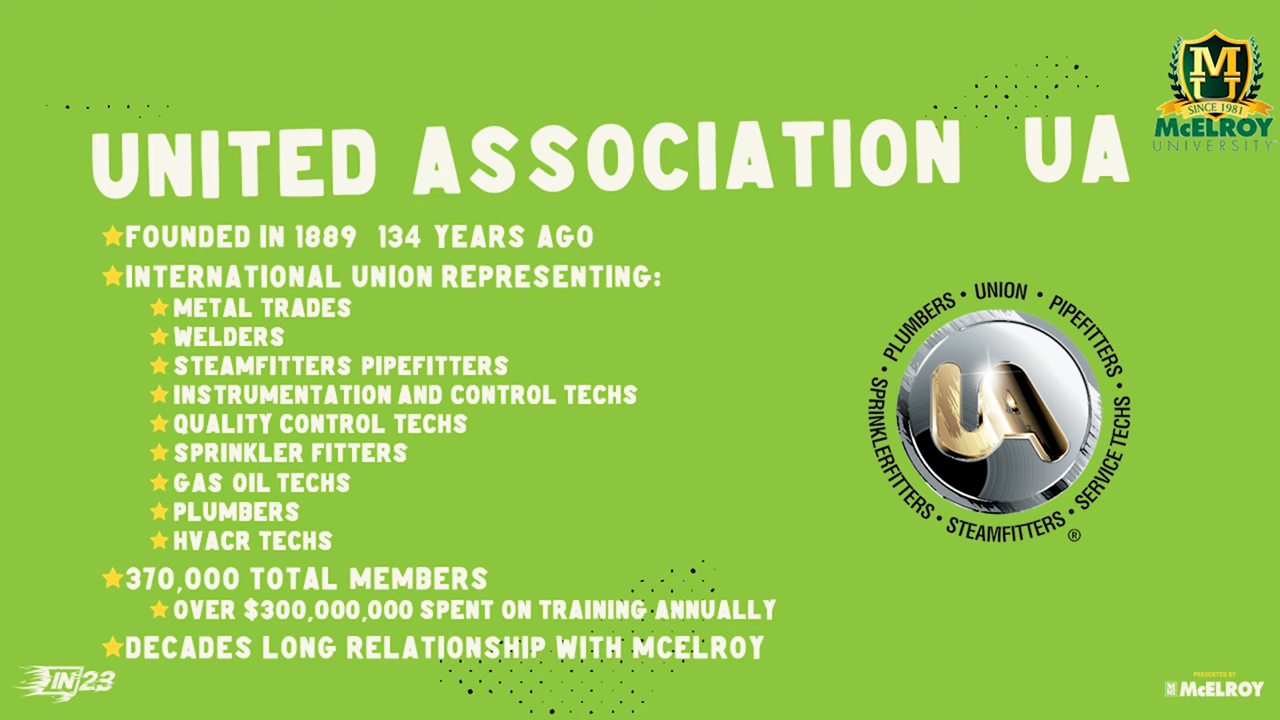 MU
SINCE 1981
McELROY
UNIVERSITY
UNITED ASSOCIATION UA
FOUNDED IN 1889 134 YEARS AGO
INTERNATIONAL UNION REPRESENTING:
METAL TRADES
WELDERS
STEAMFITTERS PIPEFITTERS
INSTRUMENTATION AND CONTROL TECHS
QUALITY CONTROL TECHS
SPRINKLER FITTERS
GAS OIL TECHS
PLUMBERS
HVACR TECHS
370,000 TOTAL MEMBERS
OVER $300,000,000 SPENT ON TRAINING ANNUALLY
DECADES LONG RELATIONSHIP WITH MCELROY
PLUMBERS • UNION • PIPEFITTERS • SERVICE TECHS • STEAMFITTERS • SPRINKLERFITTERS •
UA
®
IN23
PRESENTED BY
McELROY